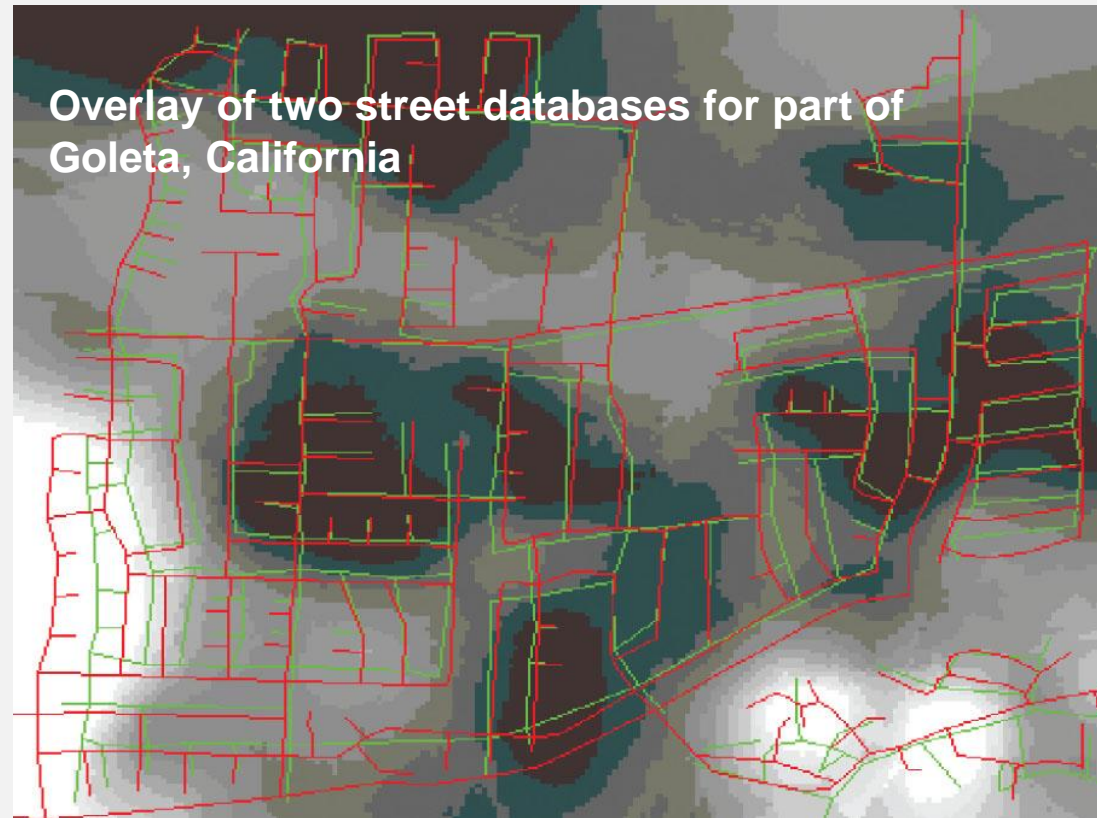 Overlay of two street databases for part of
Goleta, California